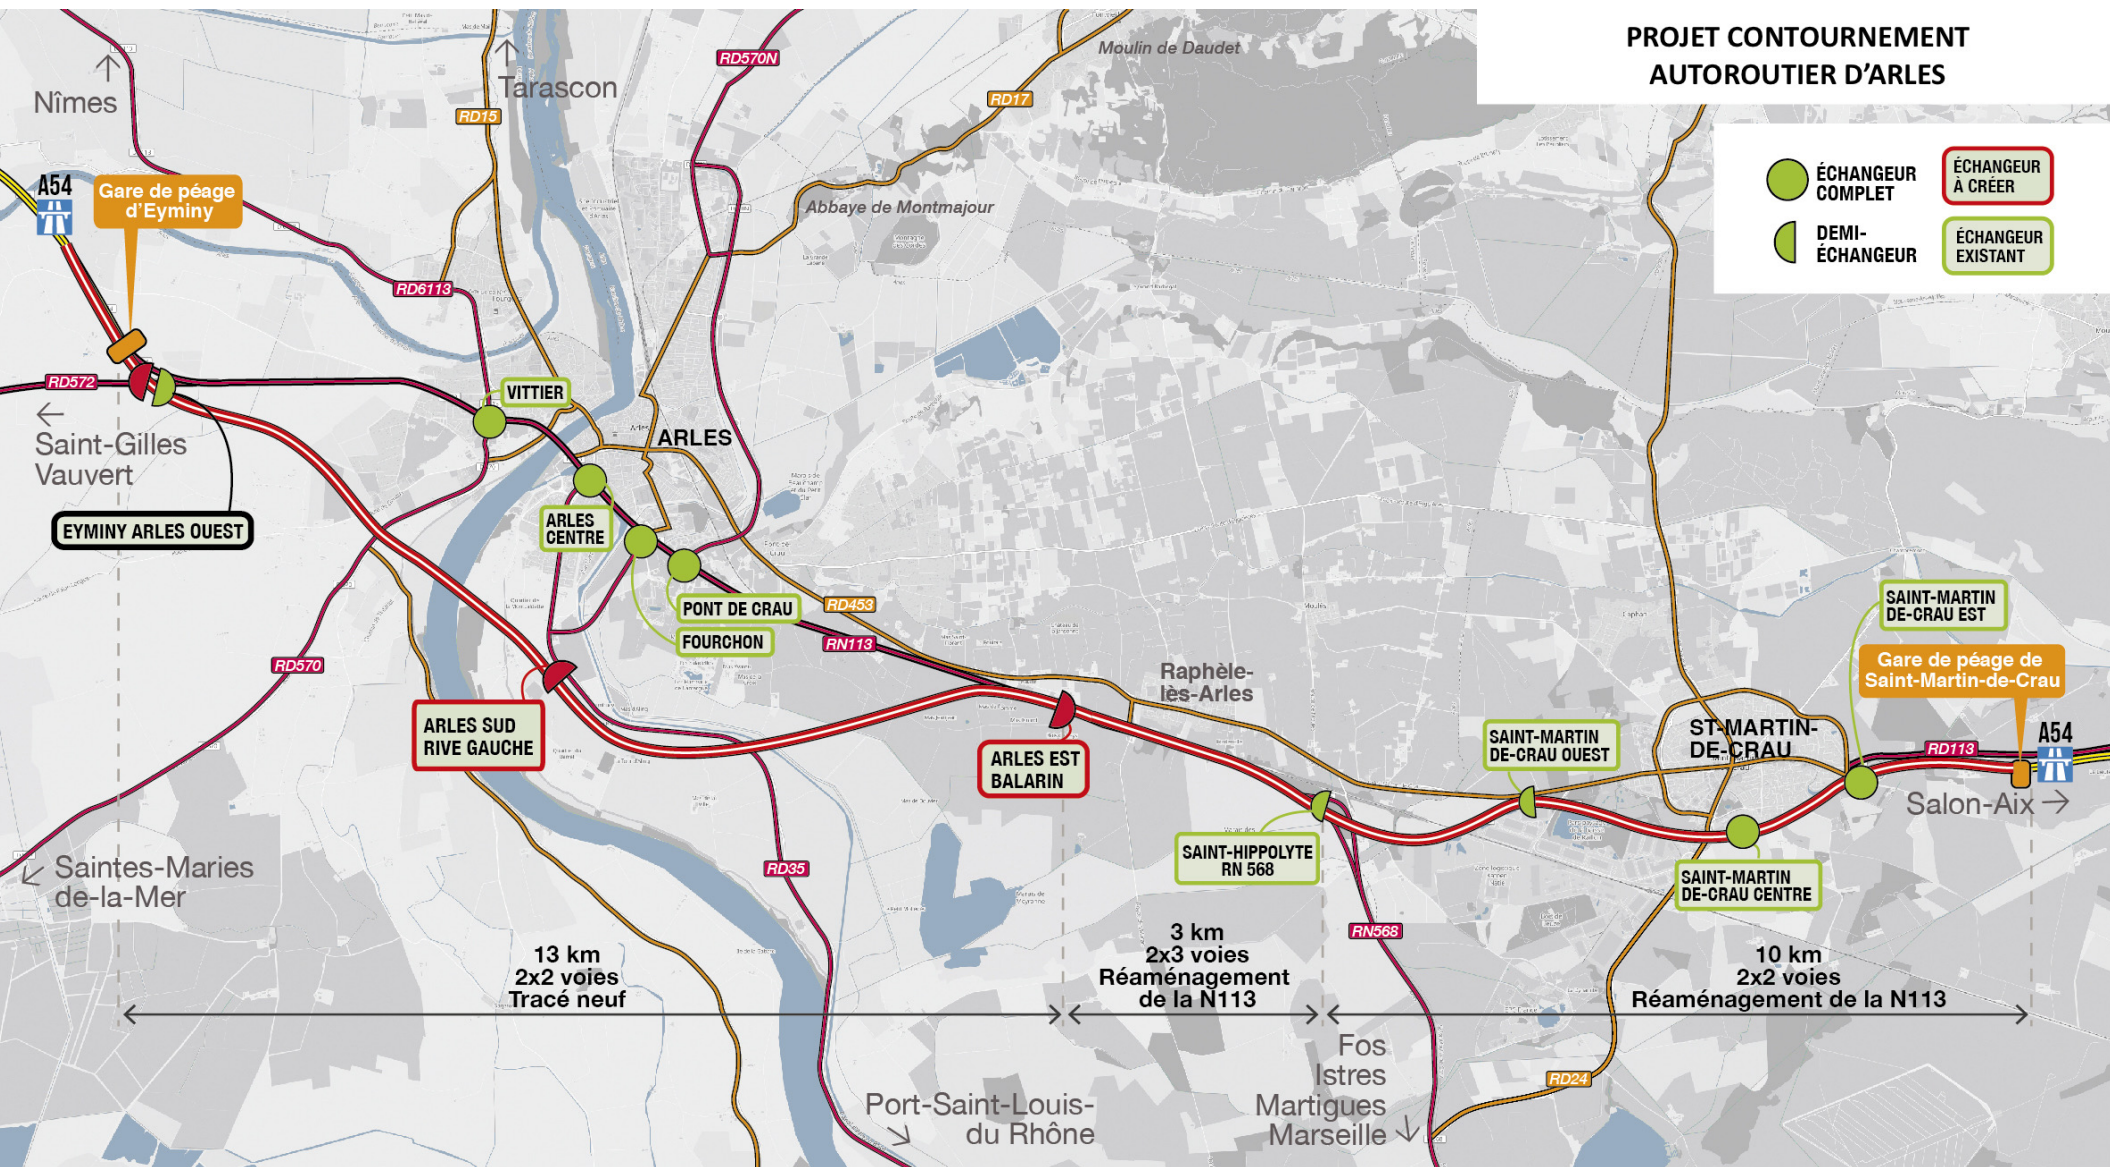 PROJET CONTOURNEMENT
AUTOROUTIER D'ARLES
ÉCHANGEUR
COMPLET
ÉCHANGEUR
À CRÉER
DEMI-
ÉCHANGEUR
ÉCHANGEUR
EXISTANT
Nîmes
Tarascon
RD570N
Moulin de Daudet
RD17
RD15
A54
Gare de péage
d'Eyminy
Abbaye de Montmajour
RD6113
RD572
VITTIER
Saint-Gilles
Vauvert
ARLES
Arles
EYMINY ARLES OUEST
ARLES
CENTRE
PONT DE CRAU
FOURCHON
RD453
RN113
RD570
SAINT-MARTIN
DE-CRAU EST
Gare de péage de
Saint-Martin-de-Crau
Raphèle-
lès-Arles
ARLES SUD
RIVE GAUCHE
ARLES EST
BALARIN
SAINT-MARTIN
DE-CRAU OUEST
ST-MARTIN-
DE-CRAU
RD113
A54
Salon-Aix
SAINT-HIPPOLYTE
RN 568
SAINT-MARTIN
DE-CRAU CENTRE
Saintes-Maries
de-la-Mer
RD35
RN568
13 km
2x2 voies
Tracé neuf
3 km
2x3 voies
Réaménagement
de la N113
10 km
2x2 voies
Réaménagement de la N113
Fos
Istres
Martigues
Marseille
RD24
Port-Saint-Louis-
du Rhône